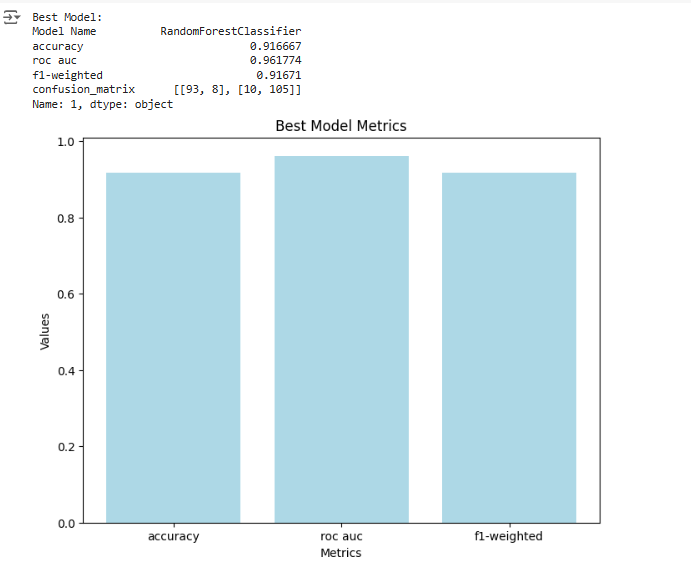 Best Model:
Model Name RandomForestClassifier
accuracy 0.916667
roc auc 0.961774
f1-weighted 0.91671
confusion_matrix [[93, 8], [10, 105]]
Name: 1, dtype: object
Best Model Metrics
1.0
0.8
0.6
0.4
0.2
0.0
Values
accuracy roc auc f1-weighted
Metrics